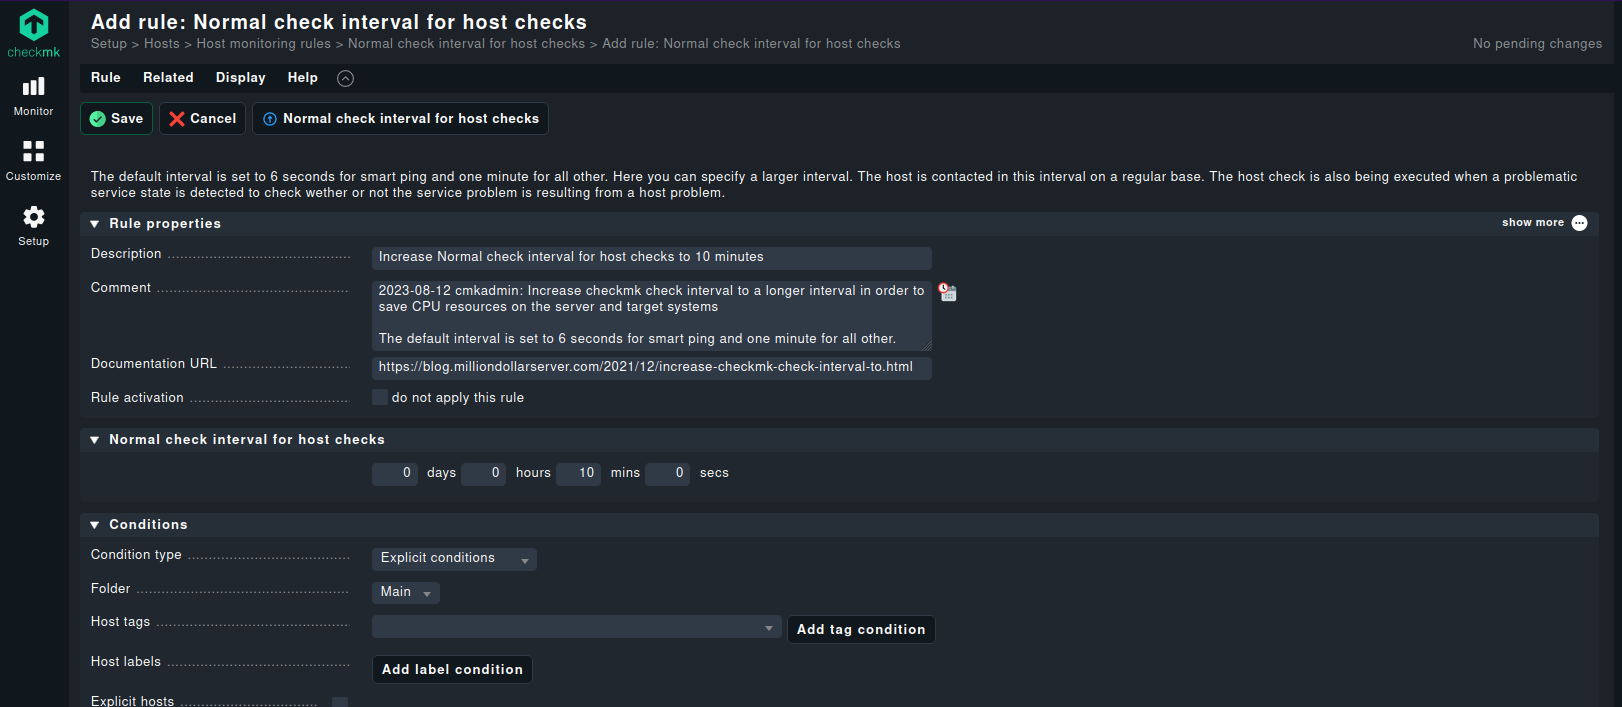 Add rule: Normal check interval for host checks
Setup > Hosts > Host monitoring rules > Normal check interval for host checks > Add rule: Normal check interval for host checks
No pending changes
checkmk
Monitor
Customize
Setup
Rule Related Display Help
Save Cancel Normal check interval for host checks
The default interval is set to 6 seconds for smart ping and one minute for all other. Here you can specify a larger interval. The host is contacted in this interval on a regular base. The host check is also being executed when a problematic
service state is detected to check wether or not the service problem is resulting from a host problem.
Rule properties
show more
Description
Increase Normal check interval for host checks to 10 minutes
Comment
2023-08-12 cmkadmin: Increase checkmk check interval to a longer interval in order to
save CPU resources on the server and target systems
The default interval is set to 6 seconds for smart ping and one minute for all other.
Documentation URL
https://blog.milliondollarserver.com/2021/12/increase-checkmk-check-interval-to.html
Rule activation
do not apply this rule
Normal check interval for host checks
0 days 0 hours 10 mins 0 secs
Conditions
Condition type
Explicit conditions
Folder
Main
Host tags
Add tag condition
Host labels
Add label condition
Explicit hosts